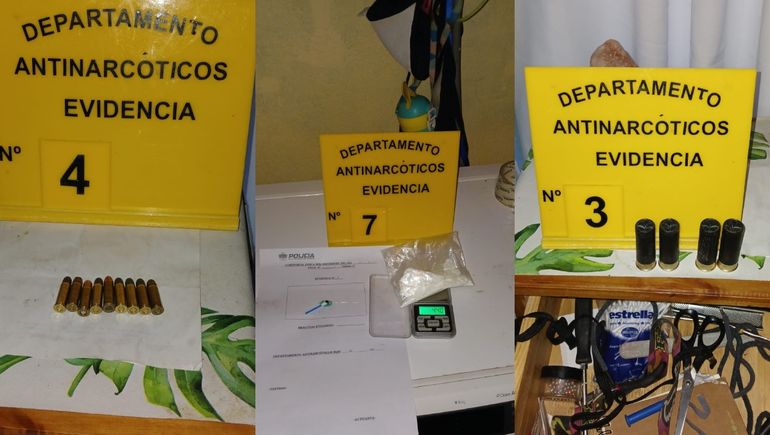 DEPARTAMENTO
ANTINARCÓTICOS
EVIDENCIA
Nº 4
DEPARTAMENTO
ANTINARCÓTICOS
EVIDENCIA
Nº 7
POLICIA
DEPARTAMENTO
ANTINARCÓTICOS
EVIDENCIA
Nº 3
estrella